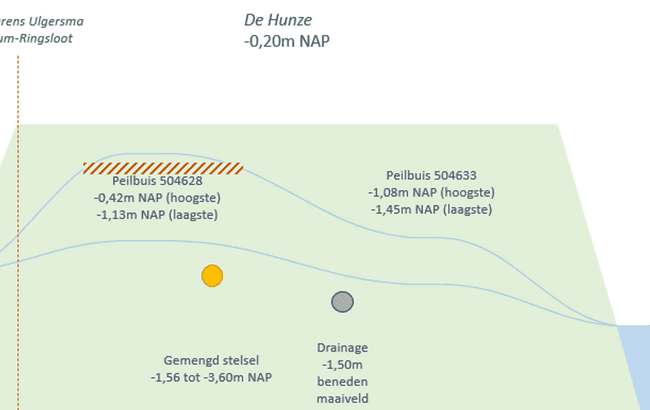 De Hunze
-0,20m NAP
rens Ulgersma
um-Ringsloot
Peilbuis 504628
-0,42m NAP (hoogste)
-1,13m NAP (laagste)
Peilbuis 504633
-1,08m NAP (hoogste)
-1,45m NAP (laagste)
Gemengd stelsel
-1,56 tot -3,60m NAP
Drainage
-1,50m
beneden
maaiveld